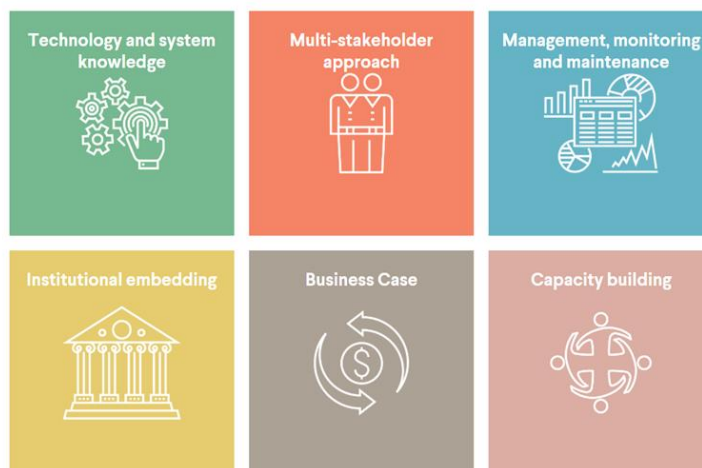 Technology and system
knowledge
Multi-stakeholder
approach
Management, monitoring
and maintenance
$
Institutional embedding
Business Case
$
Capacity building